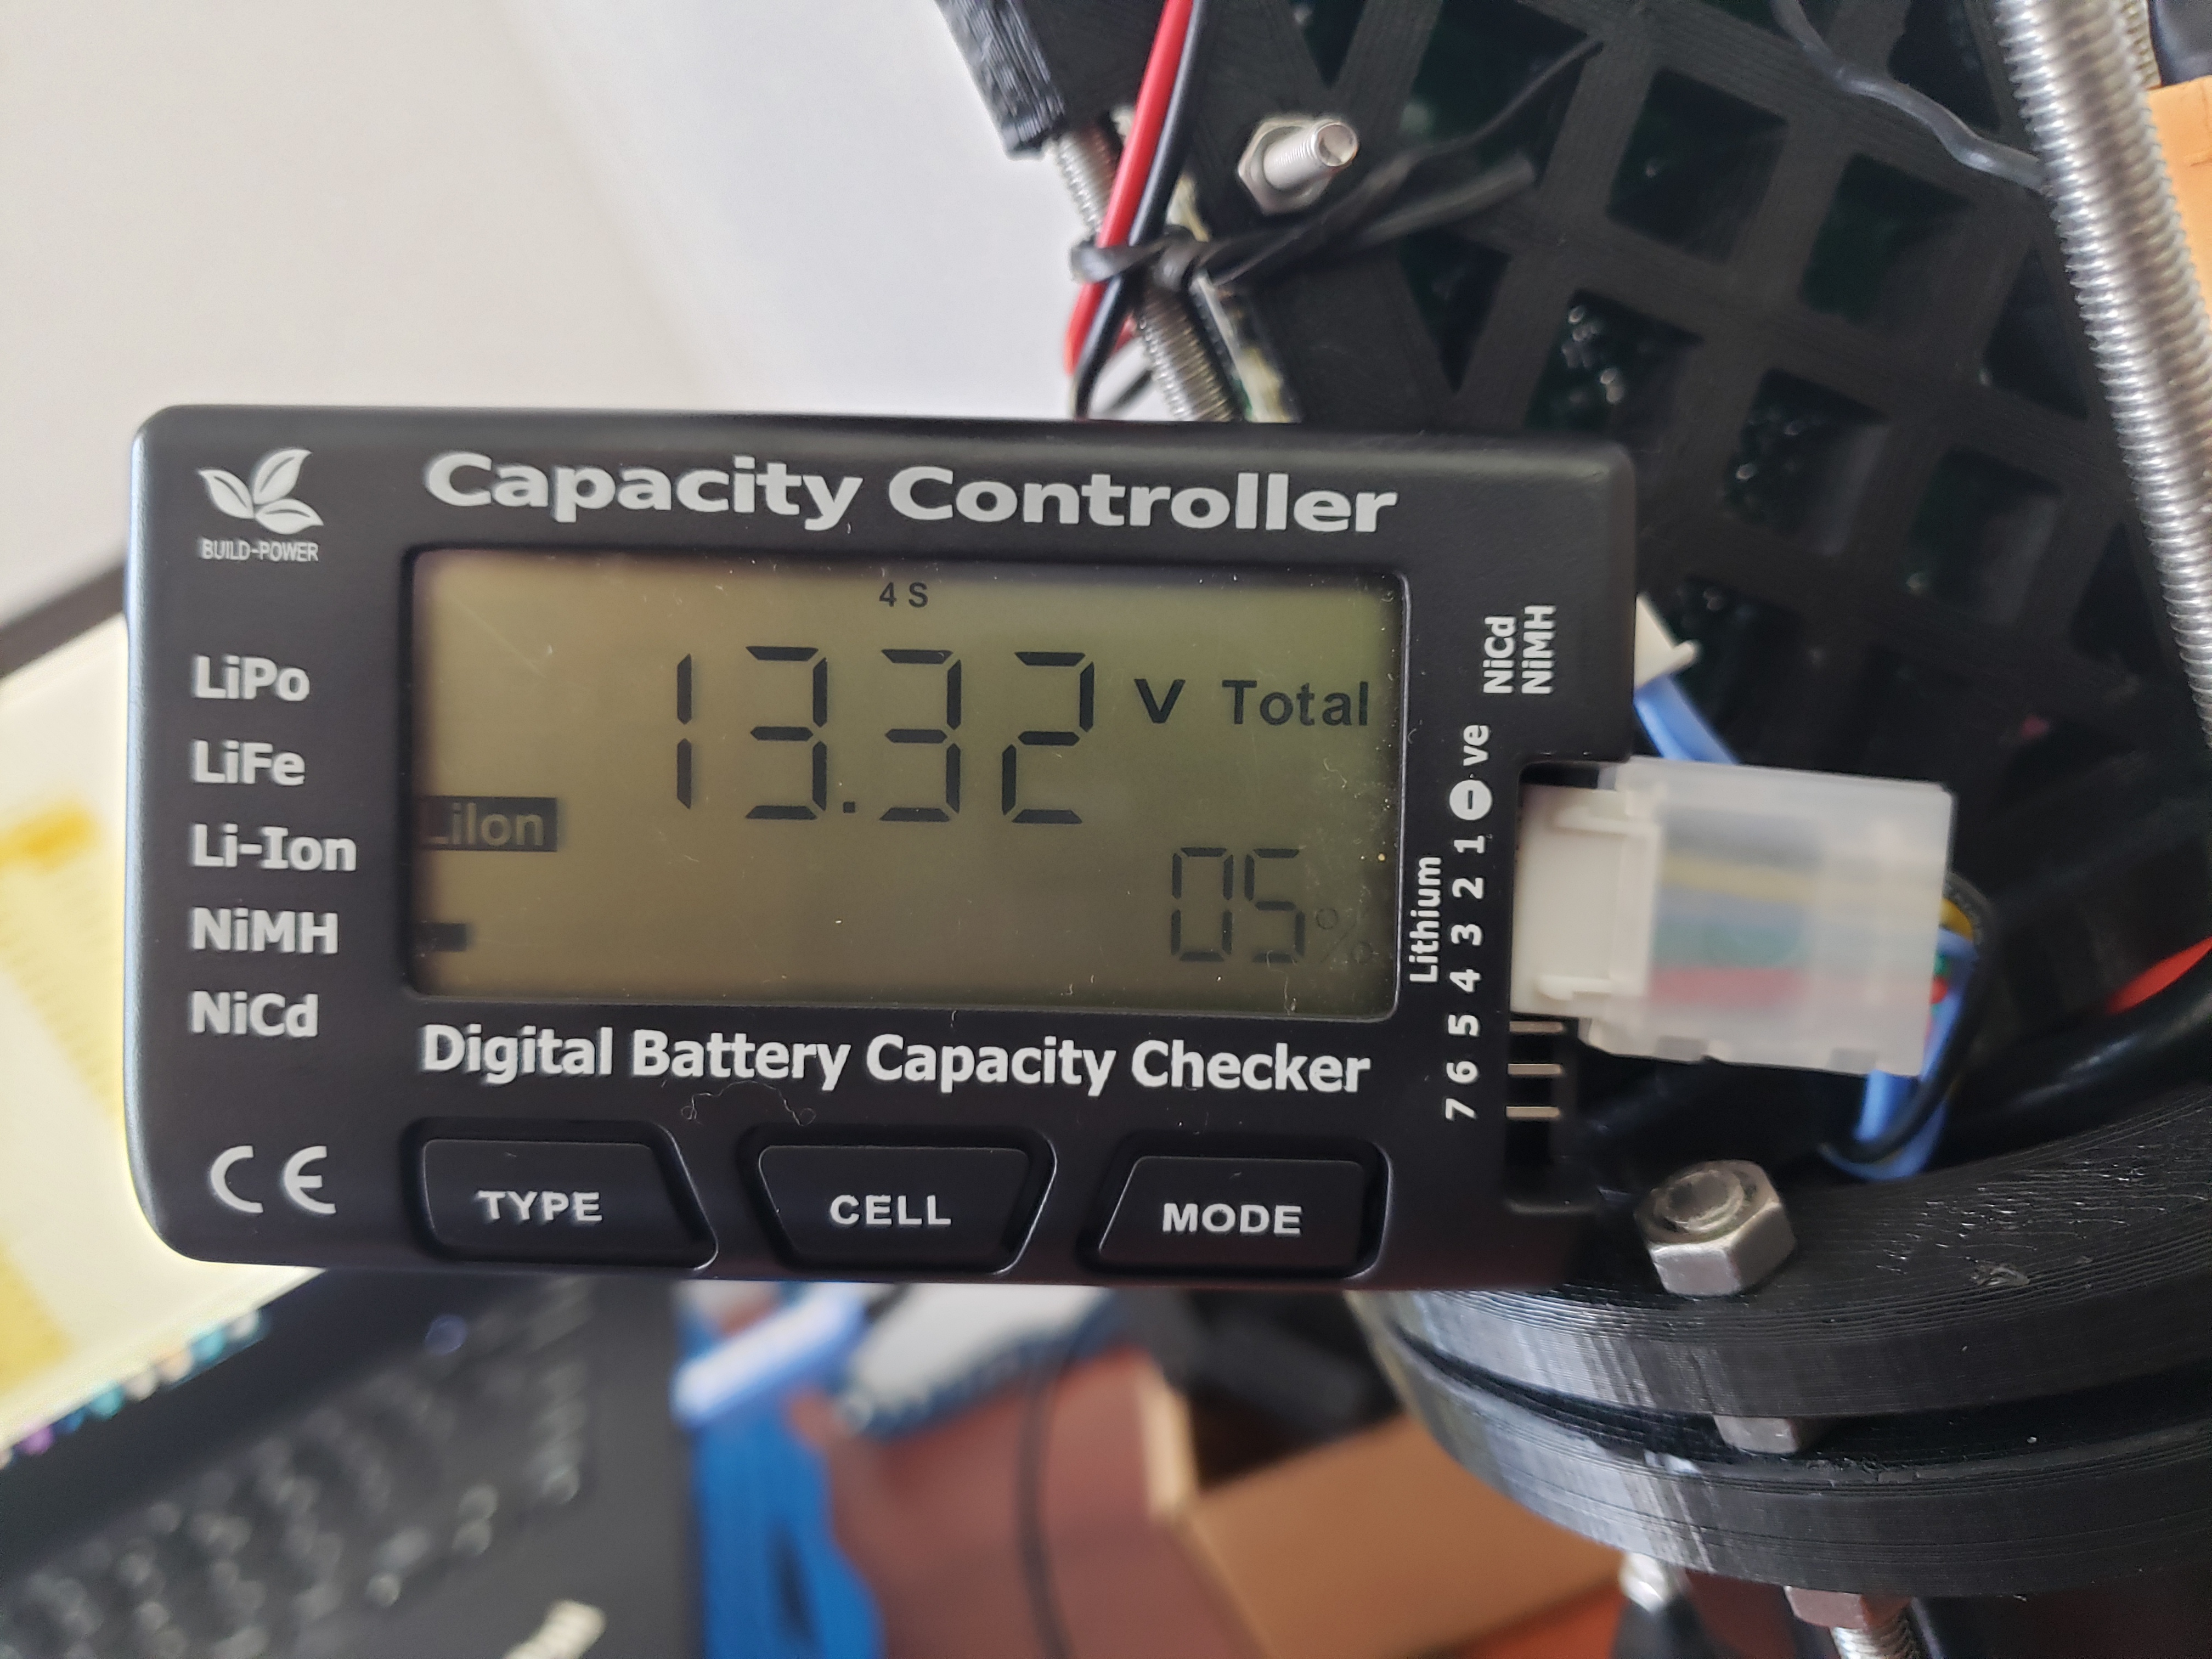 Capacity Controller
BUILD-POWER
4 S
13.32 V Total
LiPo
LiFe
Li-Ion
NiMH
NiCd
LiIon
05%
NiCd
NiMH
Lithium
7 6 5 4 3 2 1 - ve
Digital Battery Capacity Checker
CE
TYPE
CELL
MODE